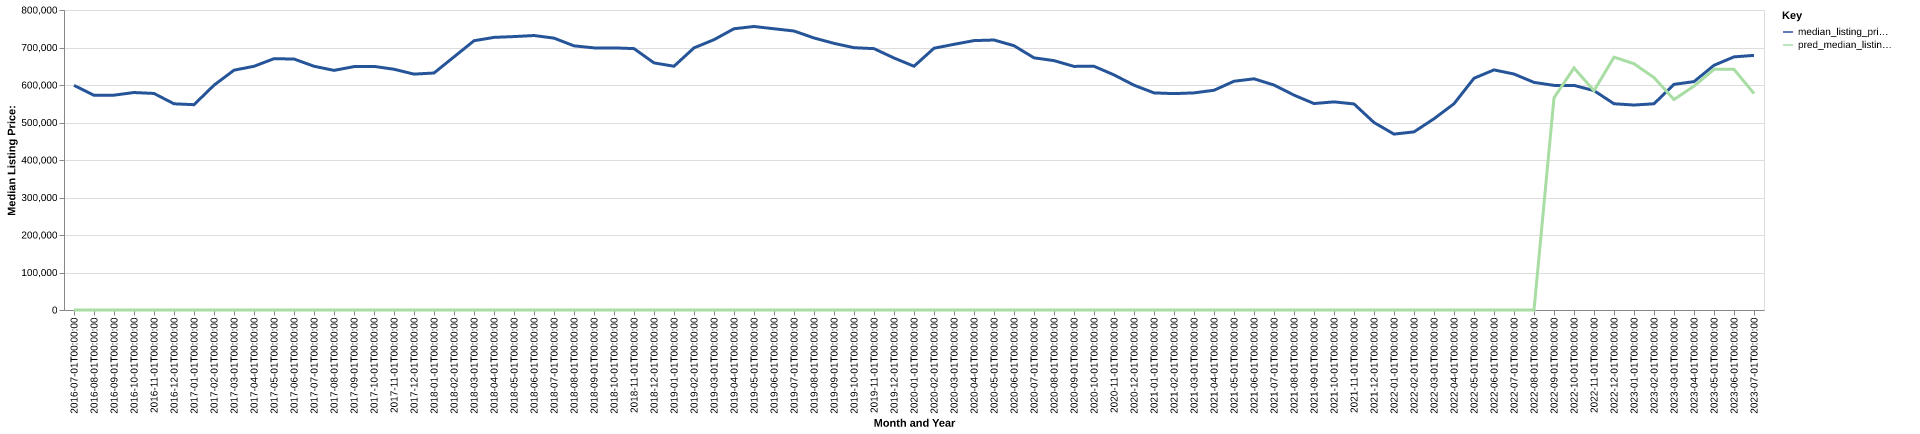 800,000
700,000
600,000
500,000
400,000
300,000
200,000
100,000
0
Median Listing Price:
2016-07-01T00:00:00
2016-08-01T00:00:00
2016-09-01T00:00:00
2016-10-01T00:00:00
2016-11-01T00:00:00
2016-12-01T00:00:00
2017-01-01T00:00:00
2017-02-01T00:00:00
2017-03-01T00:00:00
2017-04-01T00:00:00
2017-05-01T00:00:00
2017-06-01T00:00:00
2017-07-01T00:00:00
2017-08-01T00:00:00
2017-09-01T00:00:00
2017-10-01T00:00:00
2017-11-01T00:00:00
2017-12-01T00:00:00
2018-01-01T00:00:00
2018-02-01T00:00:00
2018-03-01T00:00:00
2018-04-01T00:00:00
2018-05-01T00:00:00
2018-06-01T00:00:00
2018-07-01T00:00:00
2018-08-01T00:00:00
2018-09-01T00:00:00
2018-10-01T00:00:00
2018-11-01T00:00:00
2018-12-01T00:00:00
2019-01-01T00:00:00
2019-02-01T00:00:00
2019-03-01T00:00:00
2019-04-01T00:00:00
2019-05-01T00:00:00
2019-06-01T00:00:00
2019-07-01T00:00:00
2019-08-01T00:00:00
2019-09-01T00:00:00
2019-10-01T00:00:00
2019-11-01T00:00:00
2019-12-01T00:00:00
2020-01-01T00:00:00
2020-02-01T00:00:00
2020-03-01T00:00:00
2020-04-01T00:00:00
2020-05-01T00:00:00
2020-06-01T00:00:00
2020-07-01T00:00:00
2020-08-01T00:00:00
2020-09-01T00:00:00
2020-10-01T00:00:00
2020-11-01T00:00:00
2020-12-01T00:00:00
2021-01-01T00:00:00
2021-02-01T00:00:00
2021-03-01T00:00:00
2021-04-01T00:00:00
2021-05-01T00:00:00
2021-06-01T00:00:00
2021-07-01T00:00:00
2021-08-01T00:00:00
2021-09-01T00:00:00
2021-10-01T00:00:00
2021-11-01T00:00:00
2021-12-01T00:00:00
2022-01-01T00:00:00
2022-02-01T00:00:00
2022-03-01T00:00:00
2022-04-01T00:00:00
2022-05-01T00:00:00
2022-06-01T00:00:00
2022-07-01T00:00:00
2022-08-01T00:00:00
2022-09-01T00:00:00
2022-10-01T00:00:00
2022-11-01T00:00:00
2022-12-01T00:00:00
2023-01-01T00:00:00
2023-02-01T00:00:00
2023-03-01T00:00:00
2023-04-01T00:00:00
2023-05-01T00:00:00
2023-06-01T00:00:00
2023-07-01T00:00:00
Month and Year
Key
median_listing_pri…
pred_median_listin…